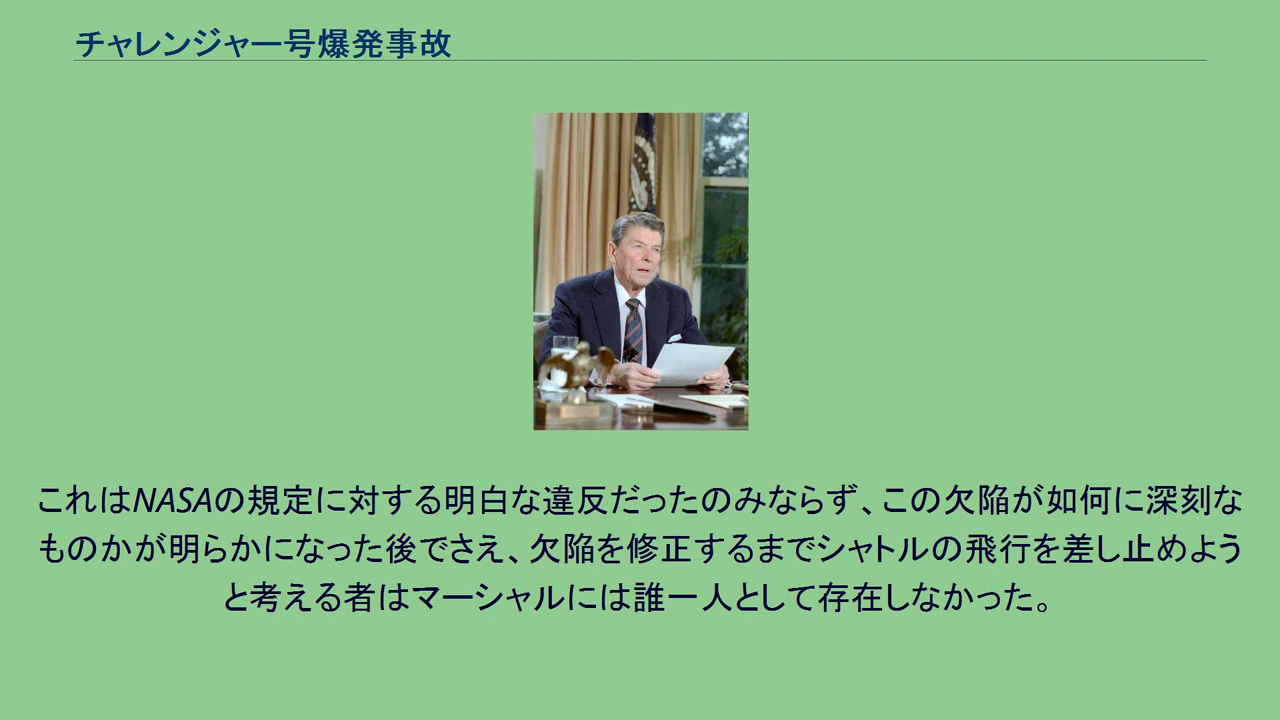 チャレンジャー号爆発事故
これはNASAの規定に対する明白な違反だったのみならず、この欠陥が如何に深刻な
ものかが明らかになった後でさえ、欠陥を修正するまでシャトルの飛行を差し止めよう
と考える者はマーシャルには誰一人として存在しなかった。